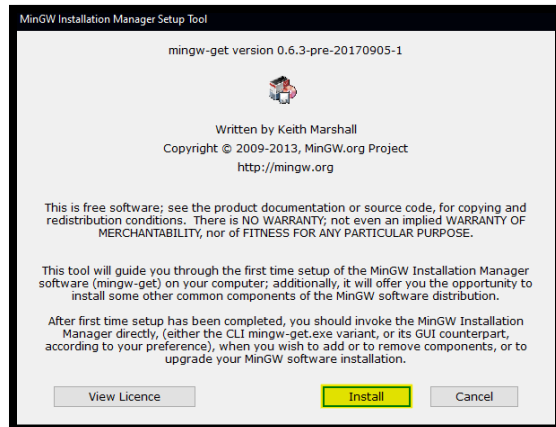 MinGW Installation Manager Setup Tool
mingw-get version 0.6.3-pre-20170905-1
Written by Keith Marshall
Copyright © 2009-2013, MinGW.org Project
http://mingw.org
This is free software; see the product documentation or source code, for copying and
redistribution conditions.  There is NO WARRANTY; not even an implied WARRANTY OF
MERCHANTABILITY, nor of FITNESS FOR ANY PARTICULAR PURPOSE.
This tool will guide you through the first time setup of the MinGW Installation Manager
software (mingw-get) on your computer; additionally, it will offer you the opportunity to
install some other common components of the MinGW software distribution.
After first time setup has been completed, you should invoke the MinGW Installation
Manager directly, (either the CLI mingw-get.exe variant, or its GUI counterpart,
according to your preference), when you wish to add or to remove components, or to
upgrade your MinGW software installation.
View Licence Install Cancel